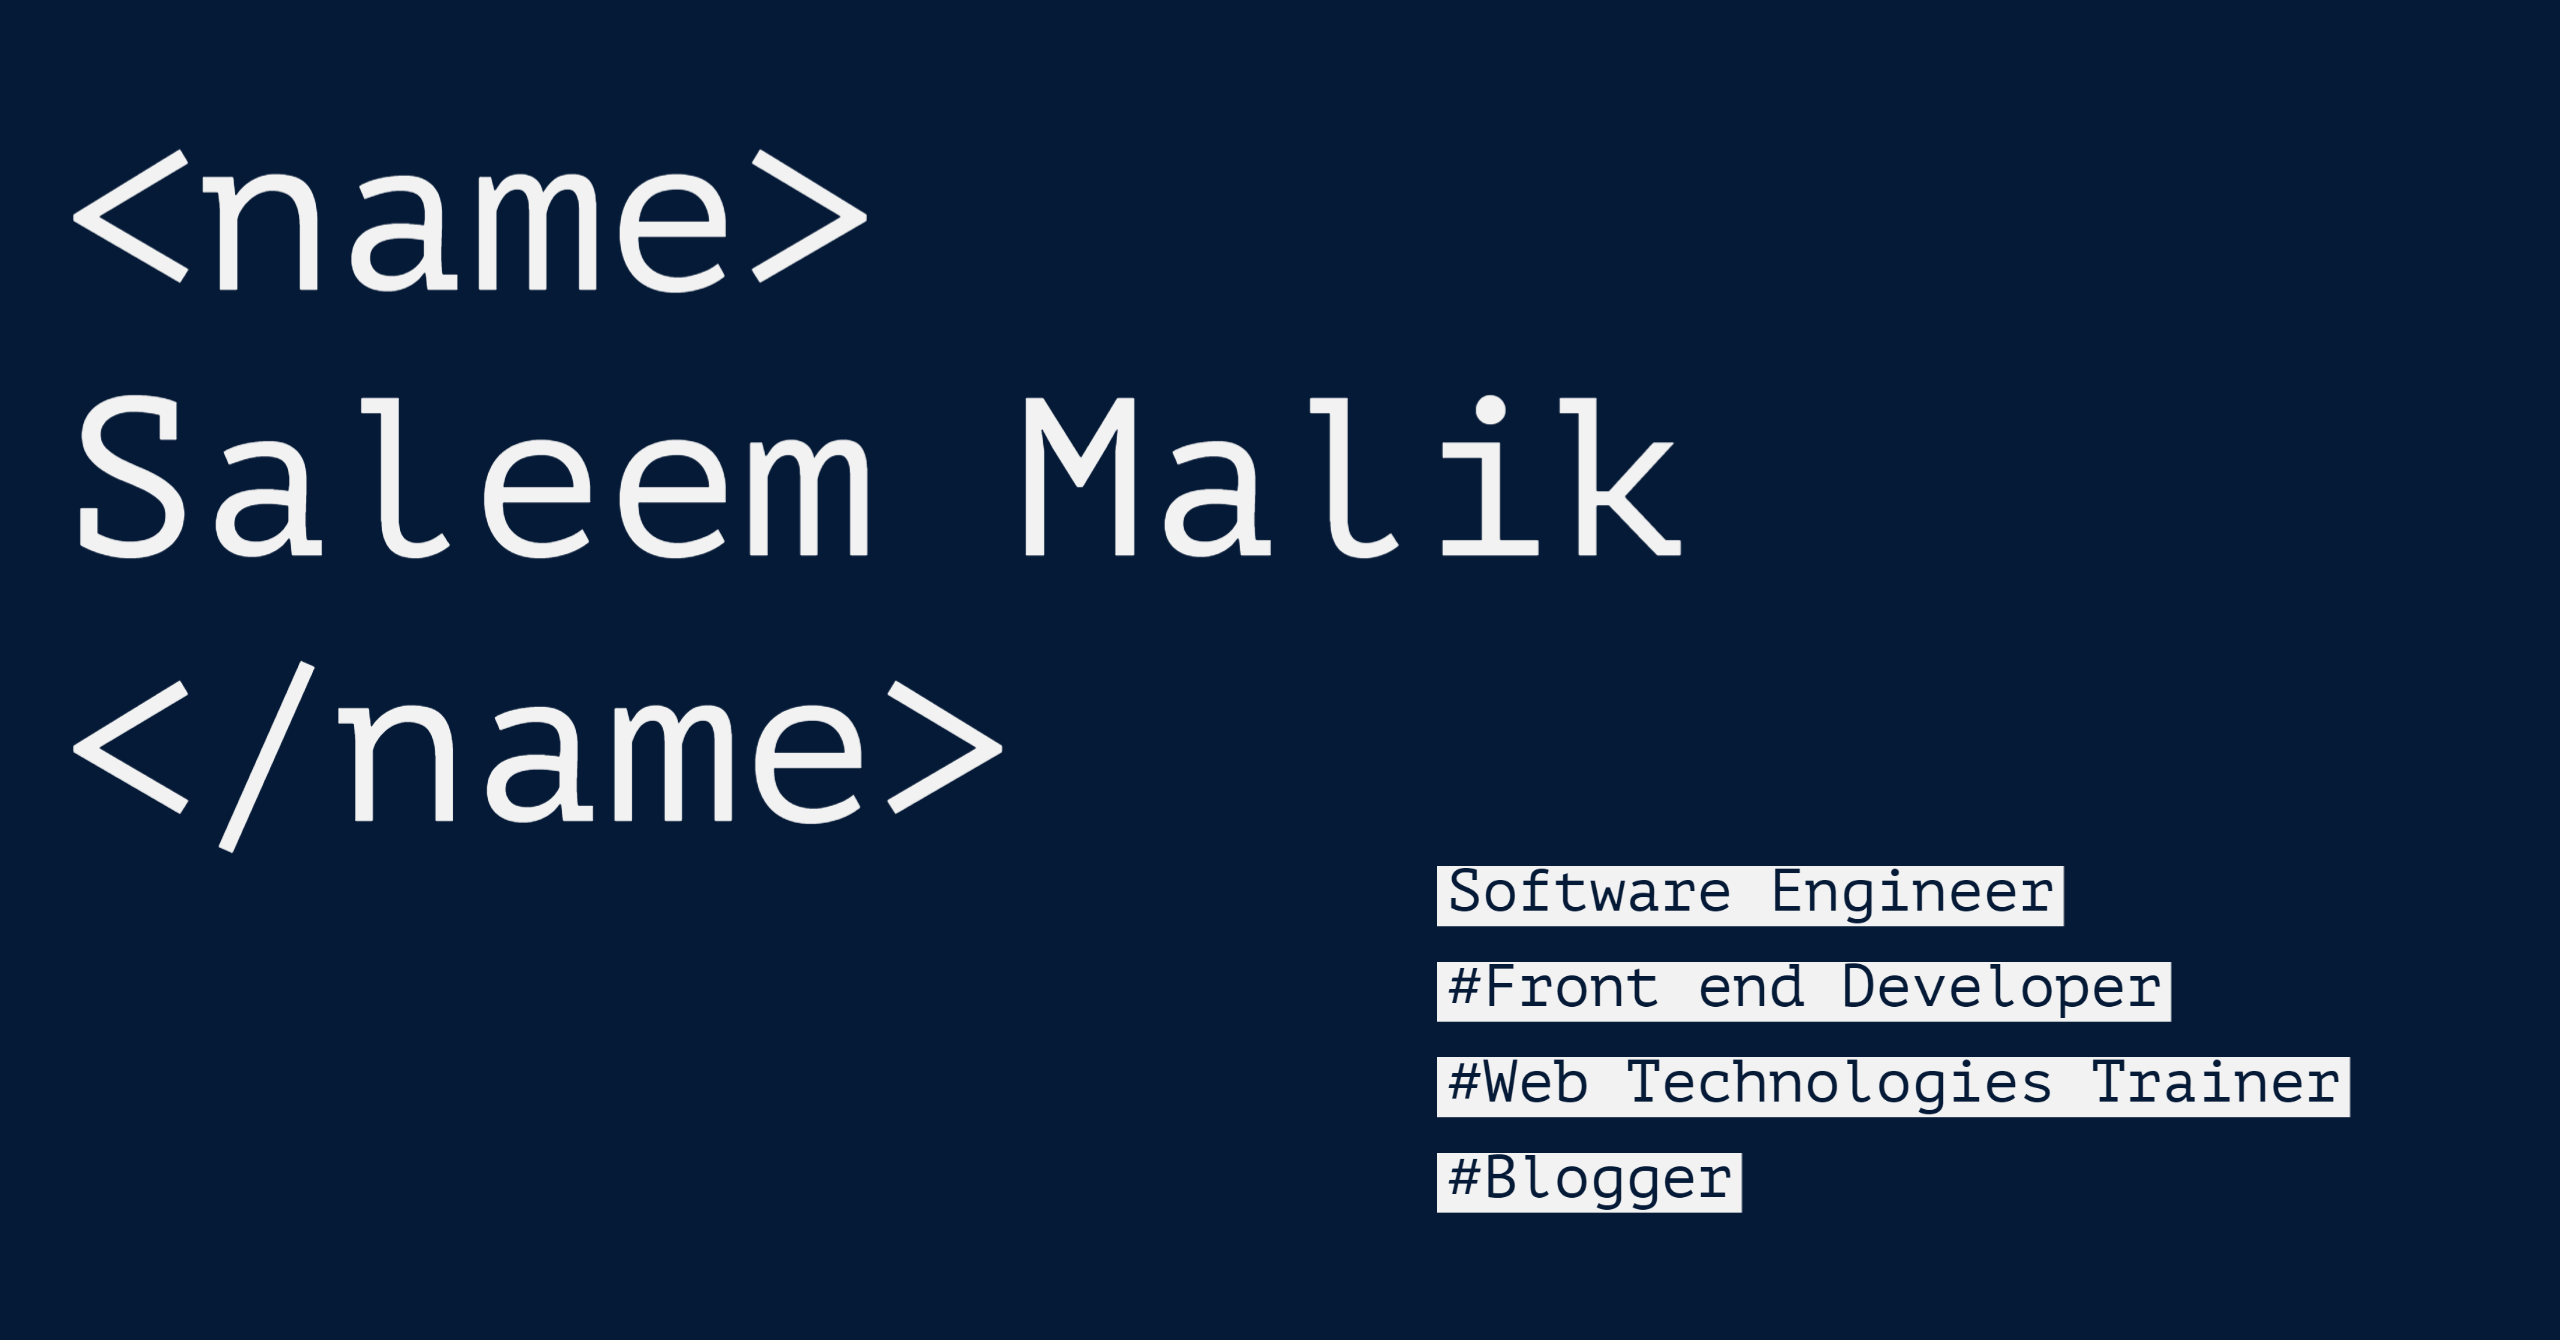 <name>
Saleem Malik
</name>
Software Engineer
#Front end Developer
#Web Technologies Trainer
#Blogger